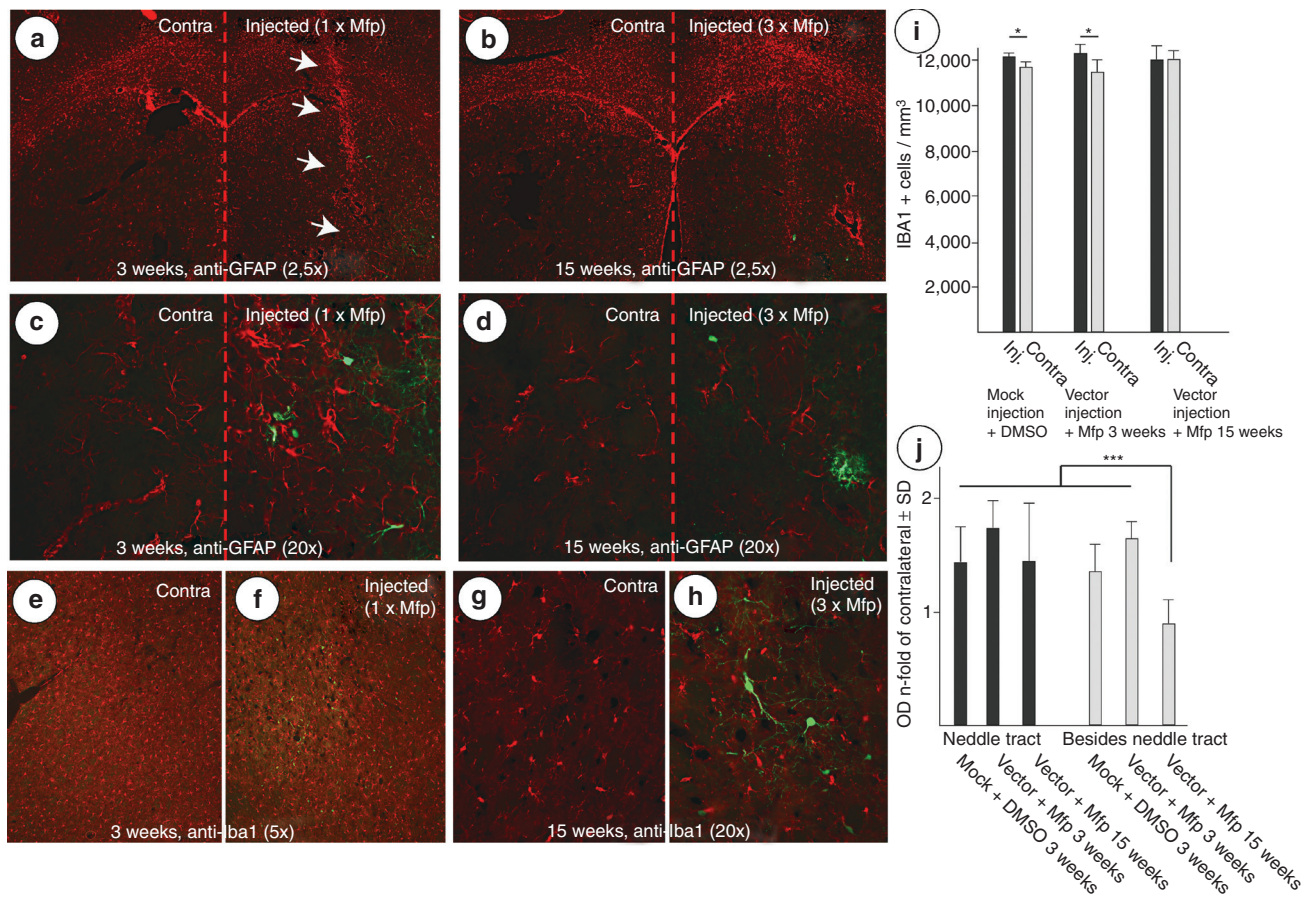 a
Contra
Injected (1 x Mfp)
3 weeks, anti-GFAP (2,5x)
b
Contra
Injected (3 x Mfp)
15 weeks, anti-GFAP (2,5x)
c
Contra
Injected (1 x Mfp)
3 weeks, anti-GFAP (20x)
d
Contra
Injected (3 x Mfp)
15 weeks, anti-GFAP (20x)
e
Contra
f
Injected
(1 x Mfp)
3 weeks, anti-Iba1 (5x)
g
Contra
h
Injected
(3 x Mfp)
15 weeks, anti-Iba1 (20x)
i
IBA1 + cells / mm³
12,000
10,000
8,000
6,000
4,000
2,000
*
*
Inj.
Contra
Inj.
Contra
Inj.
Contra
Mock
injection
+ DMSO
Vector
injection
+ Mfp 3 weeks
Vector
injection
+ Mfp 15 weeks
j
OD n-fold of contralateral ± SD
2
1
***
Neddle tract
Besides neddle tract
Mock + DMSO 3 weeks
Vector + Mfp 3 weeks
Vector + Mfp 15 weeks
Mock + DMSO 3 weeks
Vector + Mfp 3 weeks
Vector + Mfp 15 weeks